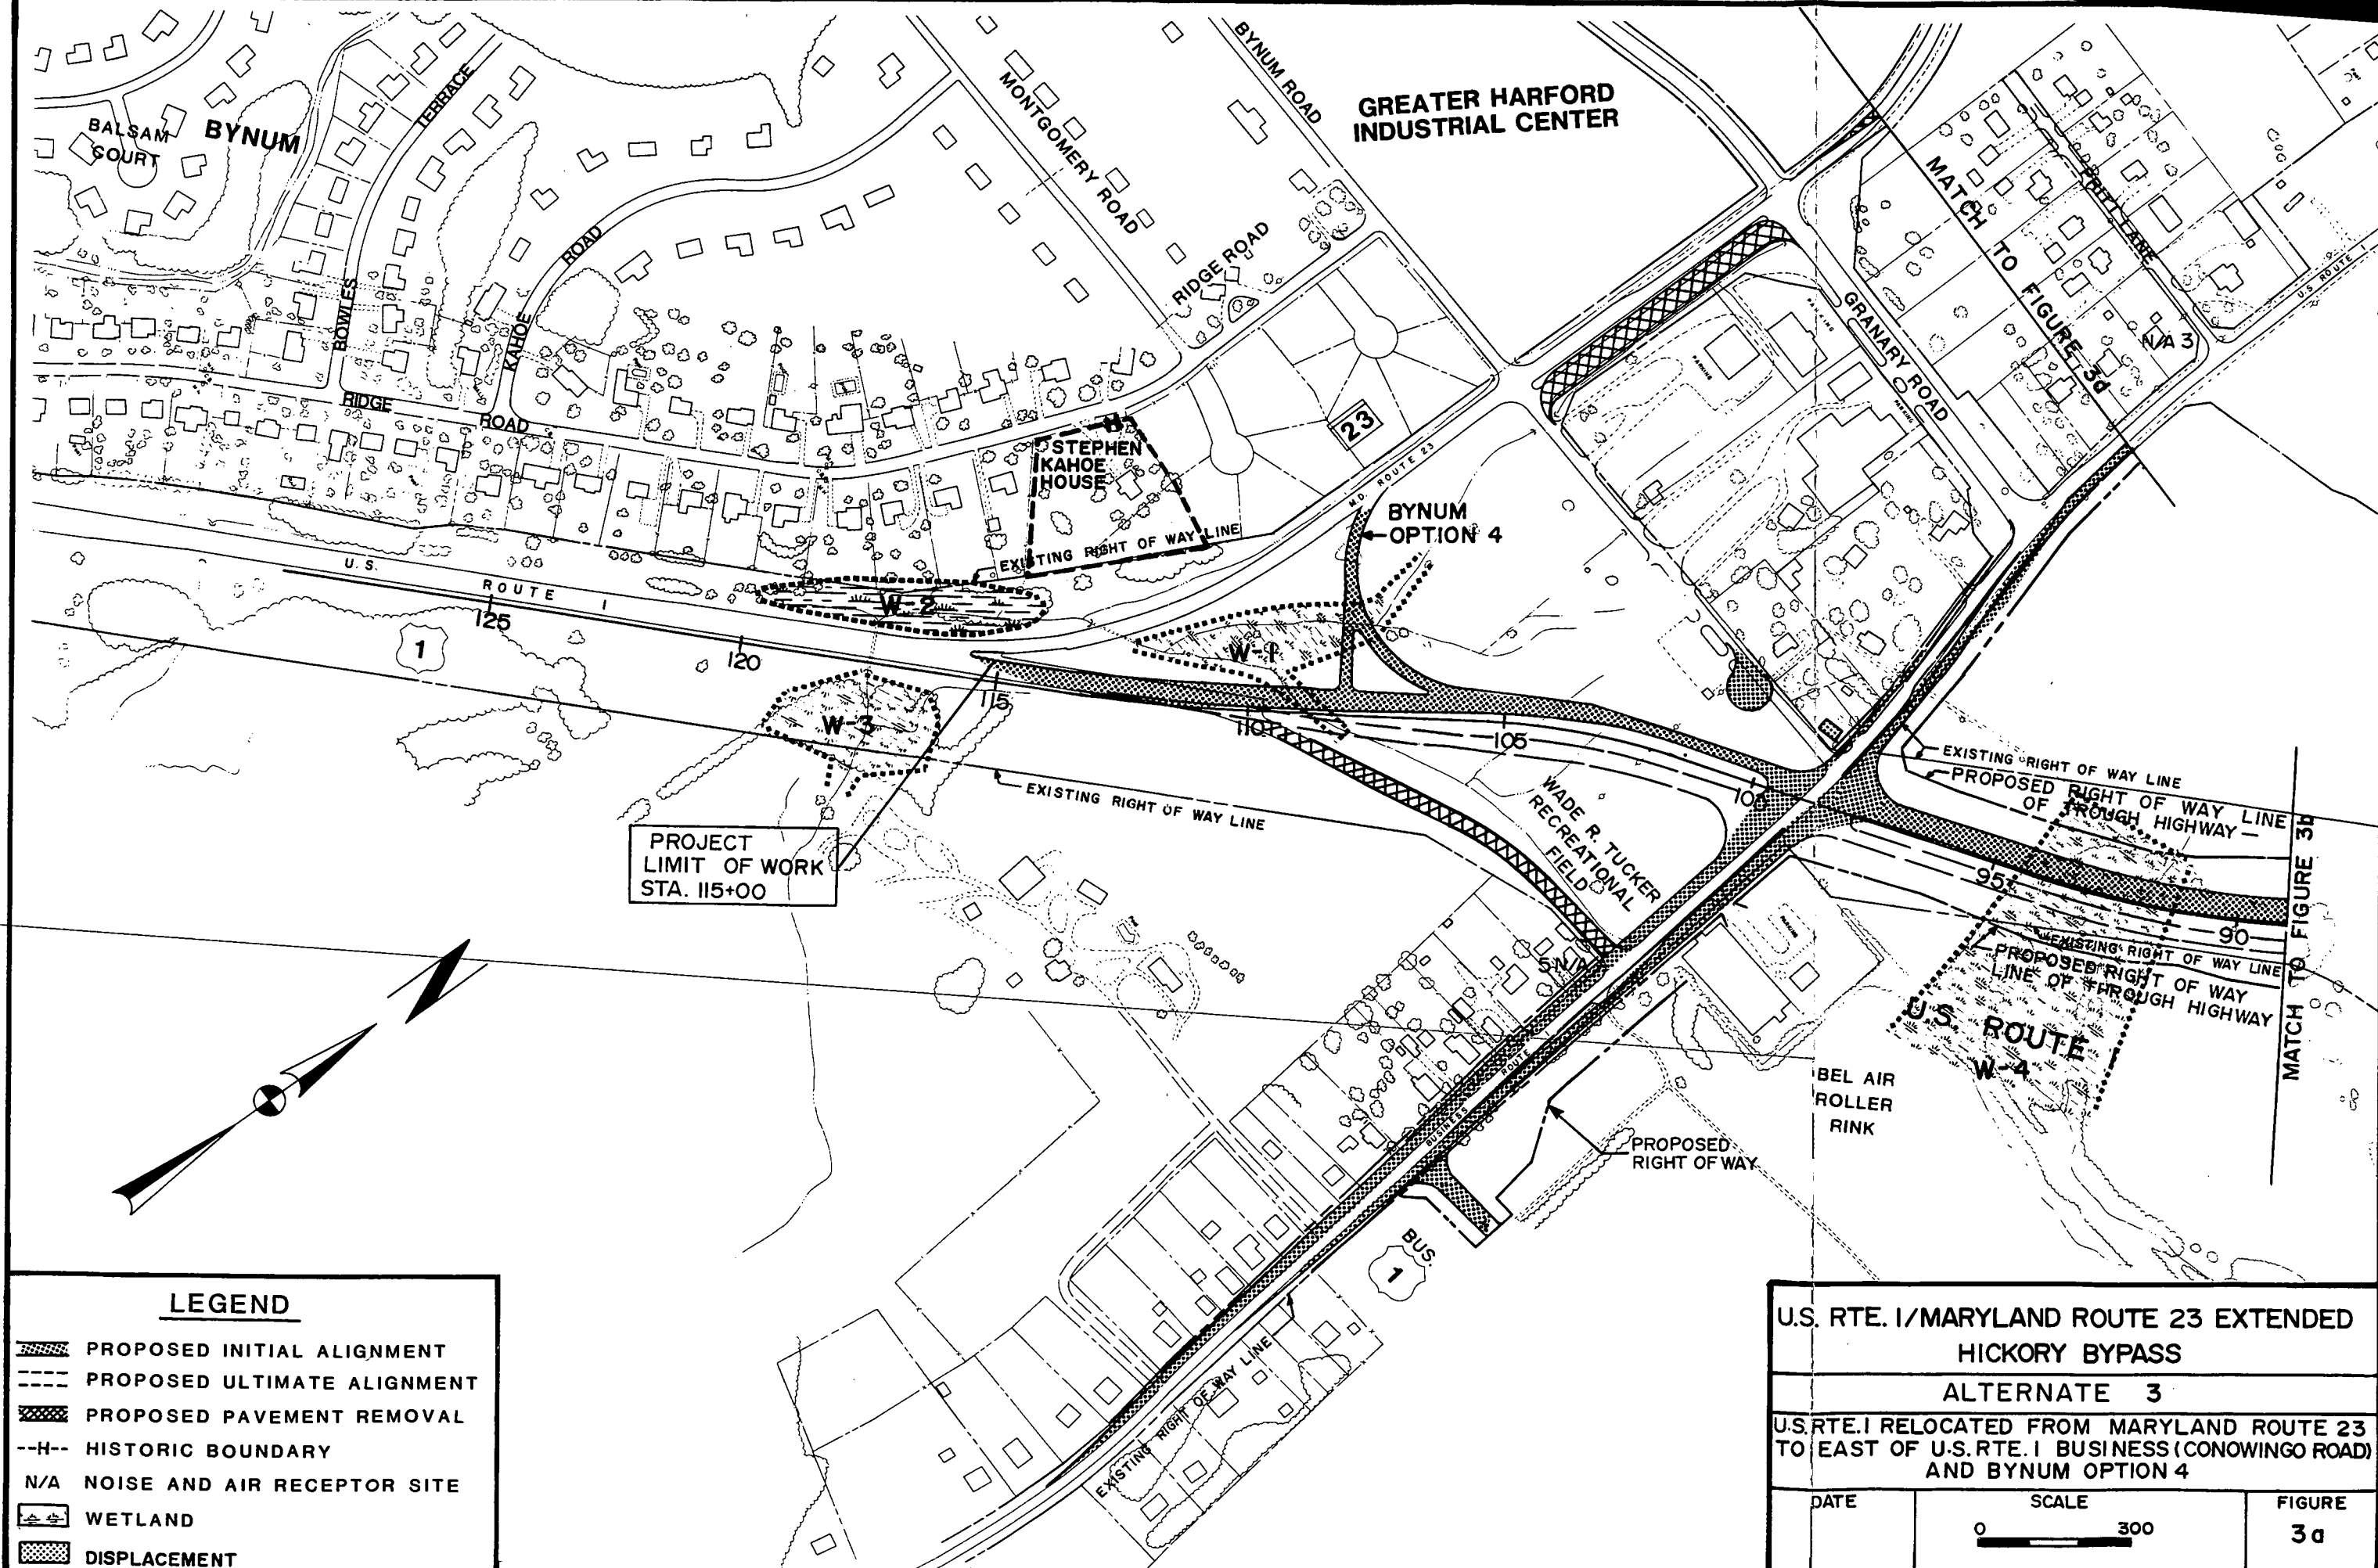 BALSAM
COURT
BYNUM
BOWLES
TERRACE
KAHOE
ROAD
MONTGOMERY ROAD
BYNUM ROAD
RIDGE ROAD
GREATER HARFORD
INDUSTRIAL CENTER
MATCH TO FIGURE 3d
PRITT LANE
U.S. ROUTE
N/A 3
GRANARY ROAD
PARKING
PARKING
PARKING
RIDGE
ROAD
H
STEPHEN
KAHOE
HOUSE
EXISTING RIGHT OF WAY LINE
23
M.D. ROUTE 23
BYNUM
OPTION 4
U.S. ROUTE 1
1
W-2
W-1
W-3
125
120
115
110
105
100
95
90
PROJECT
LIMIT OF WORK
STA. 115+00
EXISTING RIGHT OF WAY LINE
WADE R. TUCKER
RECREATIONAL
FIELD
EXISTING RIGHT OF WAY LINE
PROPOSED RIGHT OF WAY LINE
OF TROUGH HIGHWAY
EXISTING RIGHT OF WAY LINE
PROPOSED RIGHT OF WAY
LINE OF THROUGH HIGHWAY
U.S. ROUTE
W-4
MATCH TO FIGURE 3b
5 N/A
PARKING
BEL AIR
ROLLER
RINK
BUSINESS ROUTE
PROPOSED
RIGHT OF WAY
BUS.
1
EXISTING RIGHT OF WAY LINE
N
LEGEND
PROPOSED INITIAL ALIGNMENT
PROPOSED ULTIMATE ALIGNMENT
PROPOSED PAVEMENT REMOVAL
--H-- HISTORIC BOUNDARY
N/A NOISE AND AIR RECEPTOR SITE
WETLAND
DISPLACEMENT
U.S. RTE. 1/MARYLAND ROUTE 23 EXTENDED
HICKORY BYPASS
ALTERNATE 3
U.S.RTE.1 RELOCATED FROM MARYLAND ROUTE 23
TO EAST OF U.S.RTE.1 BUSINESS (CONOWINGO ROAD)
AND BYNUM OPTION 4
DATE
SCALE
0 300
FIGURE
3a